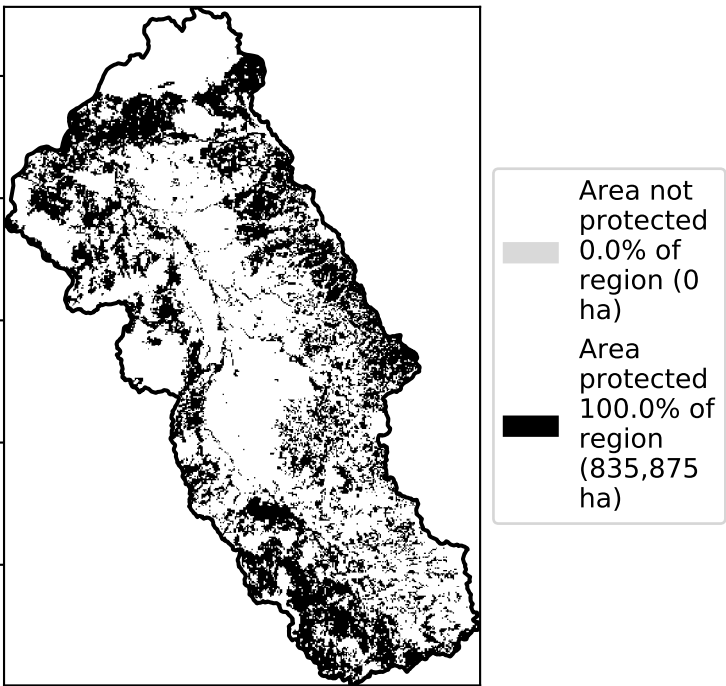 Area not
protected
0.0% of
region (0
ha)
Area
protected
100.0% of
region
(835,875
ha)